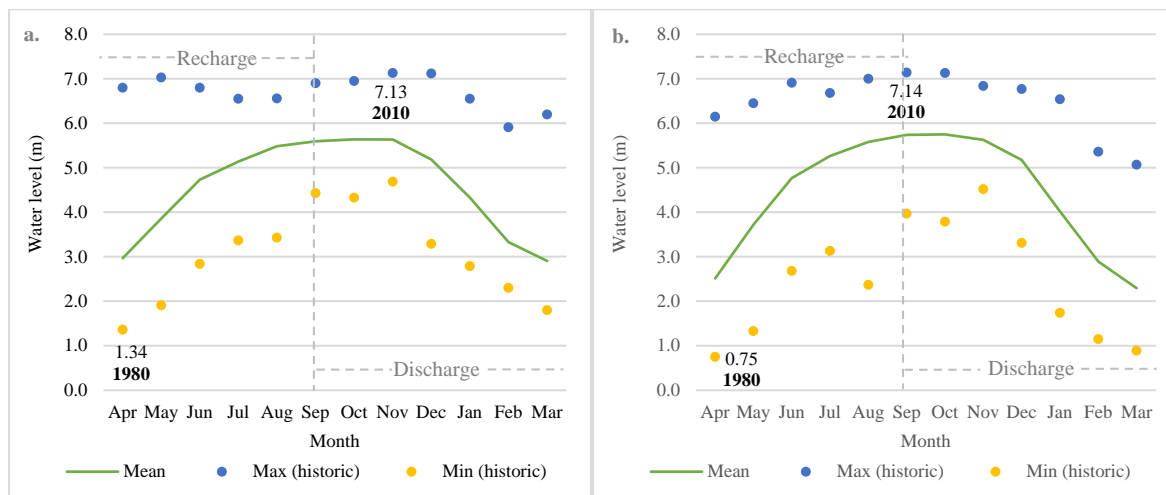 a.
8.0
7.0
6.0
5.0
4.0
3.0
2.0
1.0
0.0
Water level (m)
Recharge
7.13
2010
1.34
1980
Discharge
Apr May Jun Jul Aug Sep Oct Nov Dec Jan Feb Mar
Month
Mean Max (historic) Min (historic)
b.
8.0
7.0
6.0
5.0
4.0
3.0
2.0
1.0
0.0
Water level (m)
Recharge
7.14
2010
0.75
1980
Discharge
Apr May Jun Jul Aug Sep Oct Nov Dec Jan Feb Mar
Month
Mean Max (historic) Min (historic)